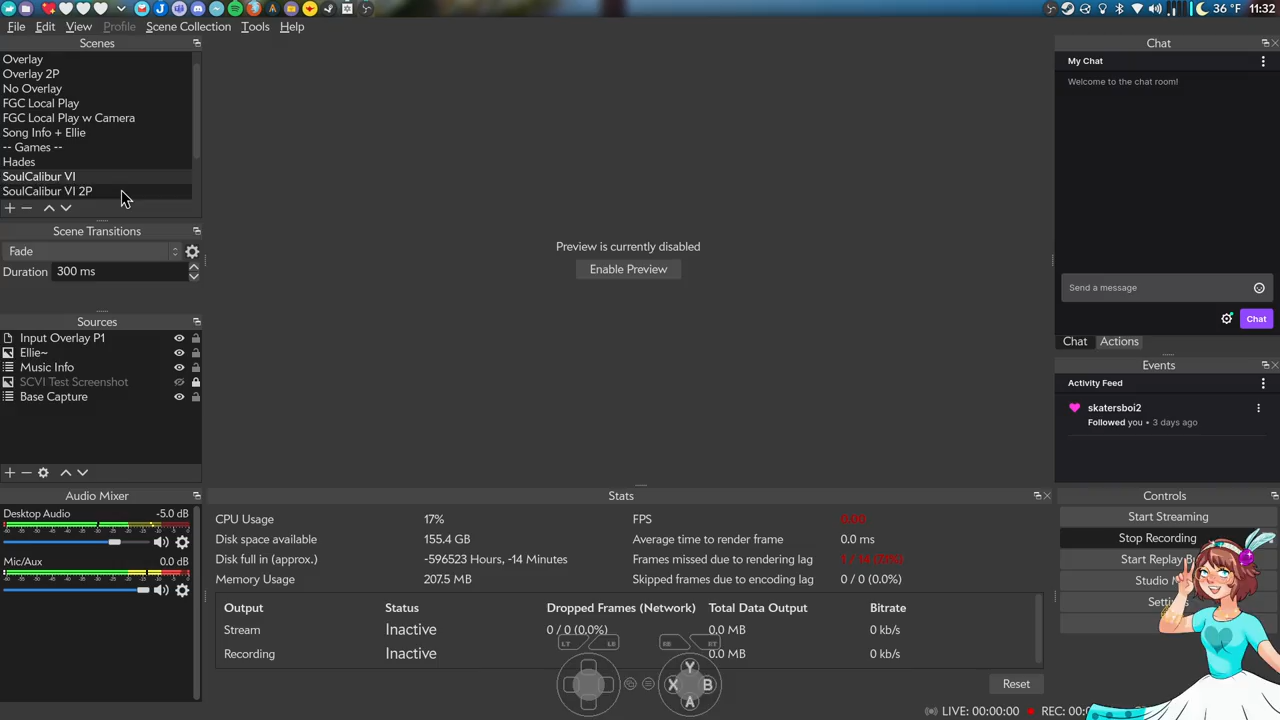 36 °F 11:32
File Edit View Profile Scene Collection Tools Help
Scenes
Overlay
Overlay 2P
No Overlay
FGC Local Play
FGC Local Play w Camera
Song Info + Ellie
-- Games --
Hades
SoulCalibur VI
SoulCalibur VI 2P
Scene Transitions
Fade
Duration 300 ms
Sources
Input Overlay P1
Ellie~
Music Info
SCVI Test Screenshot
Base Capture
Audio Mixer
Desktop Audio -5.0 dB
Mic/Aux 0.0 dB
Preview is currently disabled
Enable Preview
Stats
CPU Usage 17% FPS
Disk space available 155.4 GB Average time to render frame 0.0 ms
Disk full in (approx.) -596523 Hours, -14 Minutes Frames missed due to rendering lag
Memory Usage 207.5 MB Skipped frames due to encoding lag 0 / 0 (0.0%)
Output Status Dropped Frames (Network) Total Data Output Bitrate
Stream Inactive 0 / 0 (0.0%) 0.0 MB 0 kb/s
Recording Inactive 0.0 MB 0 kb/s
LT LB RB RT
Y
X B
A
Reset
Chat
My Chat
Welcome to the chat room!
Send a message
Chat
Chat Actions
Events
Activity Feed
skatersboi2
Followed you • 3 days ago
Controls
Start Streaming
Stop Recording
Start Replay B
Studio
LIVE: 00:00:00 REC: